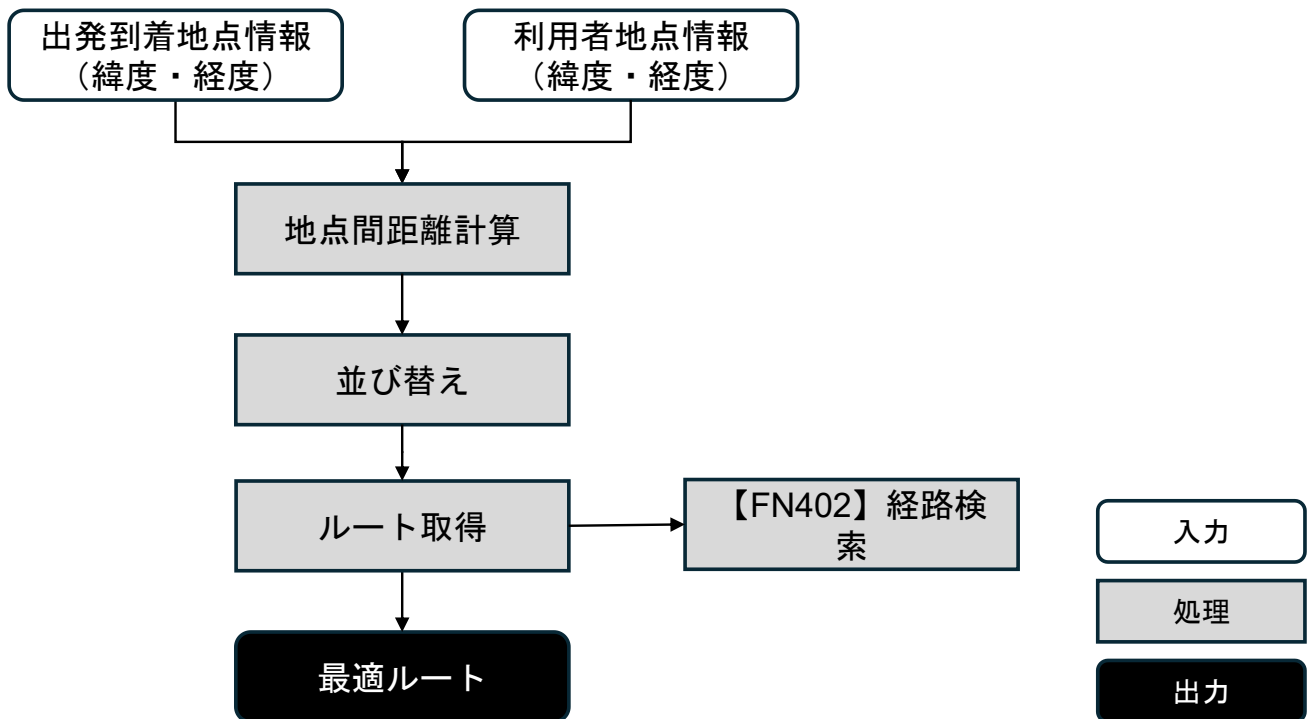 出発到着地点情報
（緯度・経度）
利用者地点情報
（緯度・経度）
地点間距離計算
並び替え
ルート取得
【FN402】経路検
索
最適ルート
入力
処理
出力